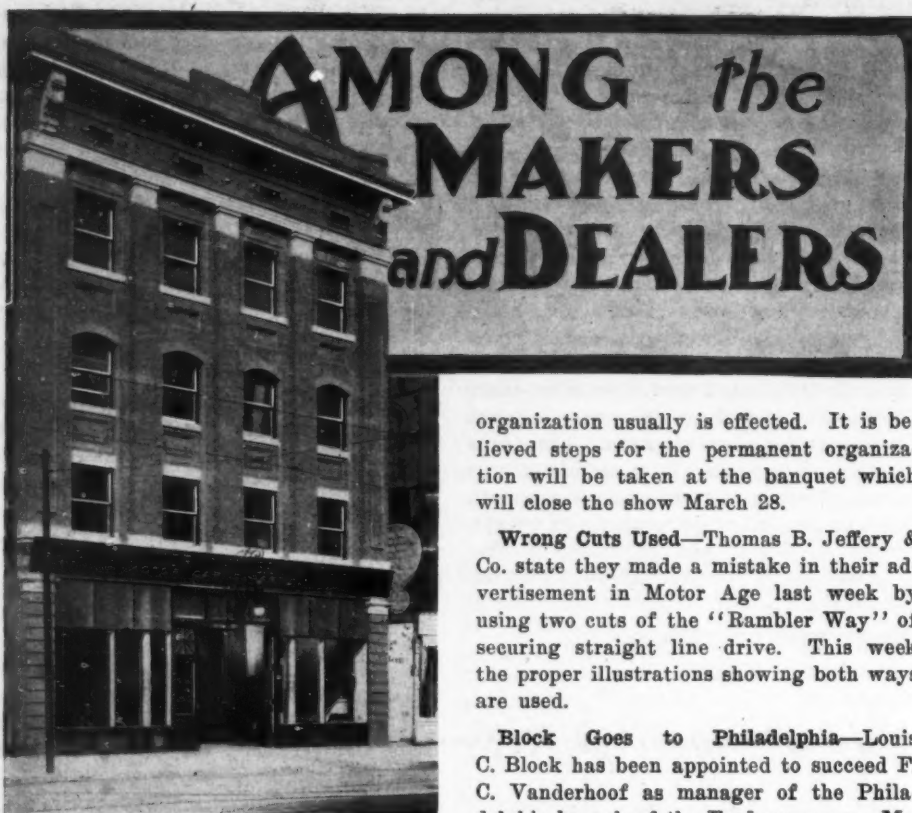 AMONG the
MAKERS
and DEALERS
organization usually is effected. It is be
lieved steps for the permanent organiza
tion will be taken at the banquet which
will close the show March 28.
Wrong Cuts Used—Thomas B. Jeffery &
Co. state they made a mistake in their ad
vertisement in Motor Age last week by
using two cuts of the "Rambler Way" of
securing straight line drive. This week
the proper illustrations showing both ways
are used.
Block Goes to Philadelphia—Louis
C. Block has been appointed to succeed F
C. Vanderhoof as manager of the Phila